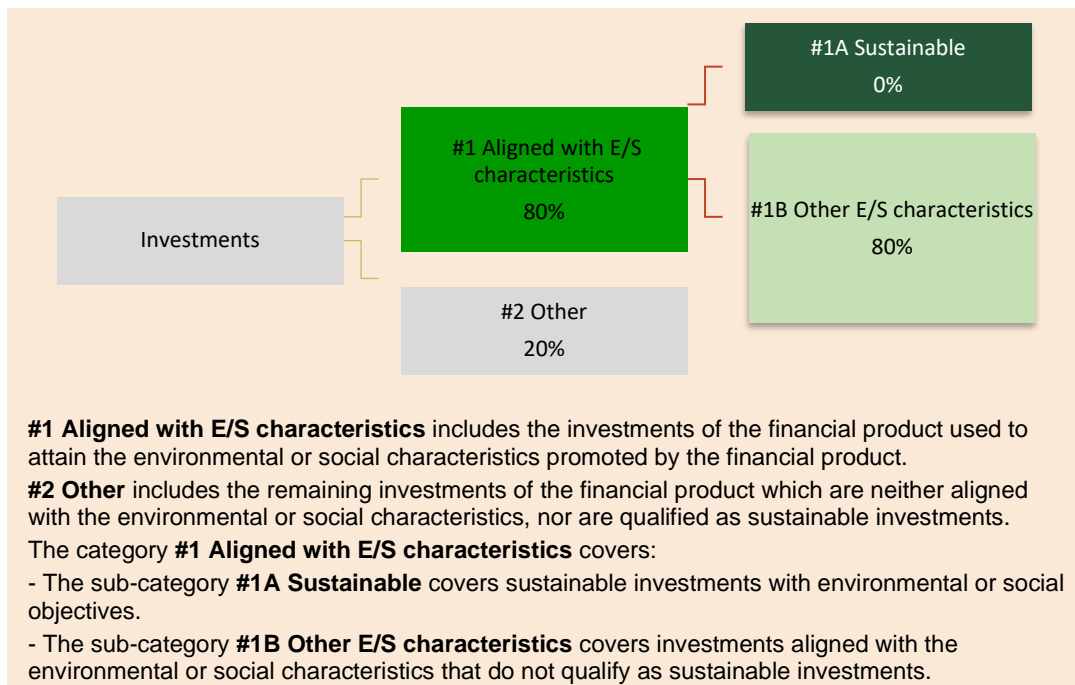 #1A Sustainable
0%
#1 Aligned with E/S
characteristics
80%
#1B Other E/S characteristics
80%
Investments
#2 Other
20%
#1 Aligned with E/S characteristics includes the investments of the financial product used to
attain the environmental or social characteristics promoted by the financial product.
#2 Other includes the remaining investments of the financial product which are neither aligned
with the environmental or social characteristics, nor are qualified as sustainable investments.
The category #1 Aligned with E/S characteristics covers:
- The sub-category #1A Sustainable covers sustainable investments with environmental or social
objectives.
- The sub-category #1B Other E/S characteristics covers investments aligned with the
environmental or social characteristics that do not qualify as sustainable investments.